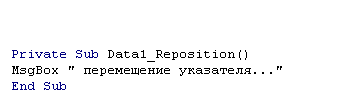 Private Sub Data1_Reposition()
MsgBox " перемещение указателя..."
End Sub